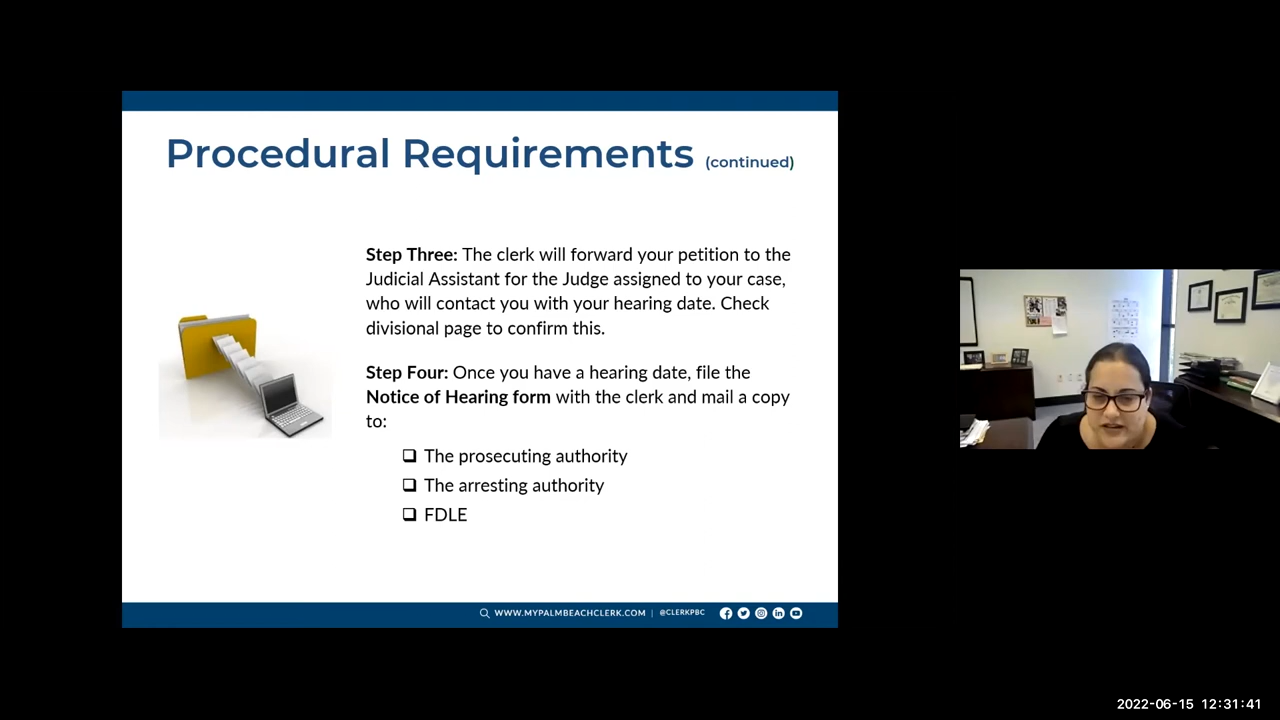 Procedural Requirements (continued)
Step Three: The clerk will forward your petition to the
Judicial Assistant for the Judge assigned to your case,
who will contact you with your hearing date. Check
divisional page to confirm this.
Step Four: Once you have a hearing date, file the
Notice of Hearing form with the clerk and mail a copy
to:
❑ The prosecuting authority
❑ The arresting authority
❑ FDLE
WWW.MYPALMBEACHCLERK.COM | @CLERKPBC
2022-06-15 12:31:41